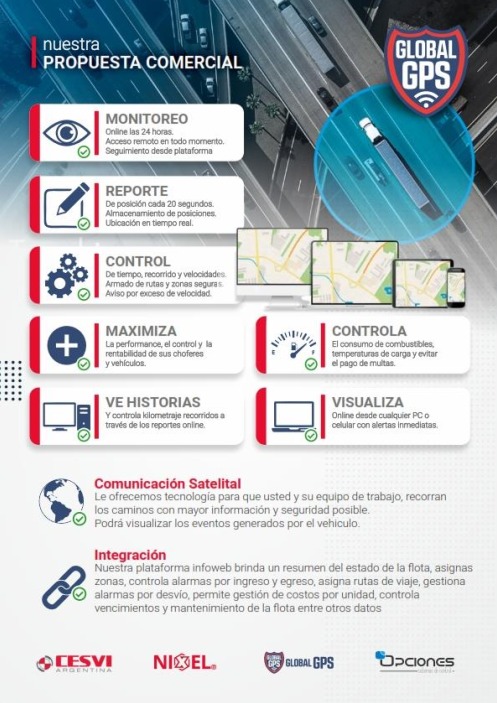 nuestra
PROPUESTA COMERCIAL
GLOBAL
GPS
MONITOREO
Online las 24 horas.
Acceso remoto en todo momento.
Seguimiento desde plataforma
REPORTE
De posición cada 20 segundos.
Almacenamiento de posiciones.
Ubicación en tiempo real.
CONTROL
De tiempo, recorrido y velocidades.
Armado de rutas y zonas seguras.
Aviso por exceso de velocidad.
MAXIMIZA
La performance, el control y la
rentabilidad de sus choferes
y vehículos.
E F
CONTROLA
El consumo de combustibles,
temperaturas de carga y evitar
el pago de multas.
VE HISTORIAS
Y controla kilometraje recorridos a
través de los reportes online.
VISUALIZA
Online desde cualquier PC o
celular con alertas inmediatas.
Comunicación Satelital
Le ofrecemos tecnología para que usted y su equipo de trabajo, recorran
los caminos con mayor información y seguridad posible.
Podrá visualizar los eventos generados por el vehiculo.
Integración
Nuestra plataforma infoweb brinda un resumen del estado de la flota, asignas
zonas, controla alarmas por ingreso y egreso, asigna rutas de viaje, gestiona
alarmas por desvío, permite gestión de costos por unidad, controla
vencimientos y mantenimiento de la flota entre otros datos
CESVI
ARGENTINA
NIXEL®
GLOBAL
GPS
GLOBAL GPS
Opciones